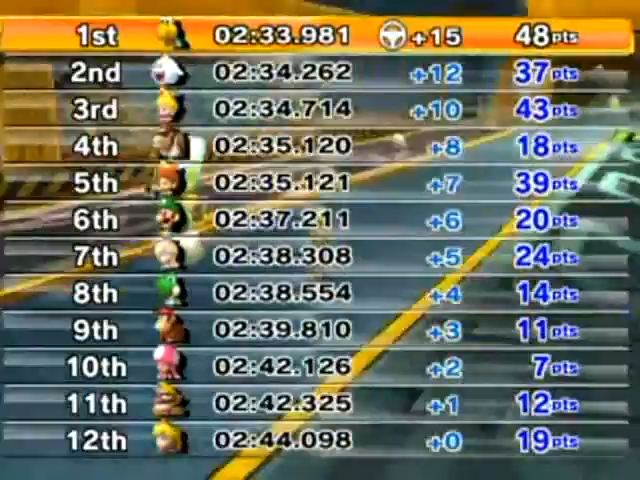 1st 02:33.981 +15 48pts
2nd 02:34.262 +12 37pts
3rd 02:34.714 +10 43pts
4th 02:35.120 +8 18pts
5th 02:35.121 +7 39pts
6th 02:37.211 +6 20pts
7th 02:38.308 +5 24pts
8th 02:38.554 +4 14pts
9th 02:39.810 +3 11pts
10th 02:42.126 +2 7pts
11th 02:42.325 +1 12pts
12th 02:44.098 +0 19pts